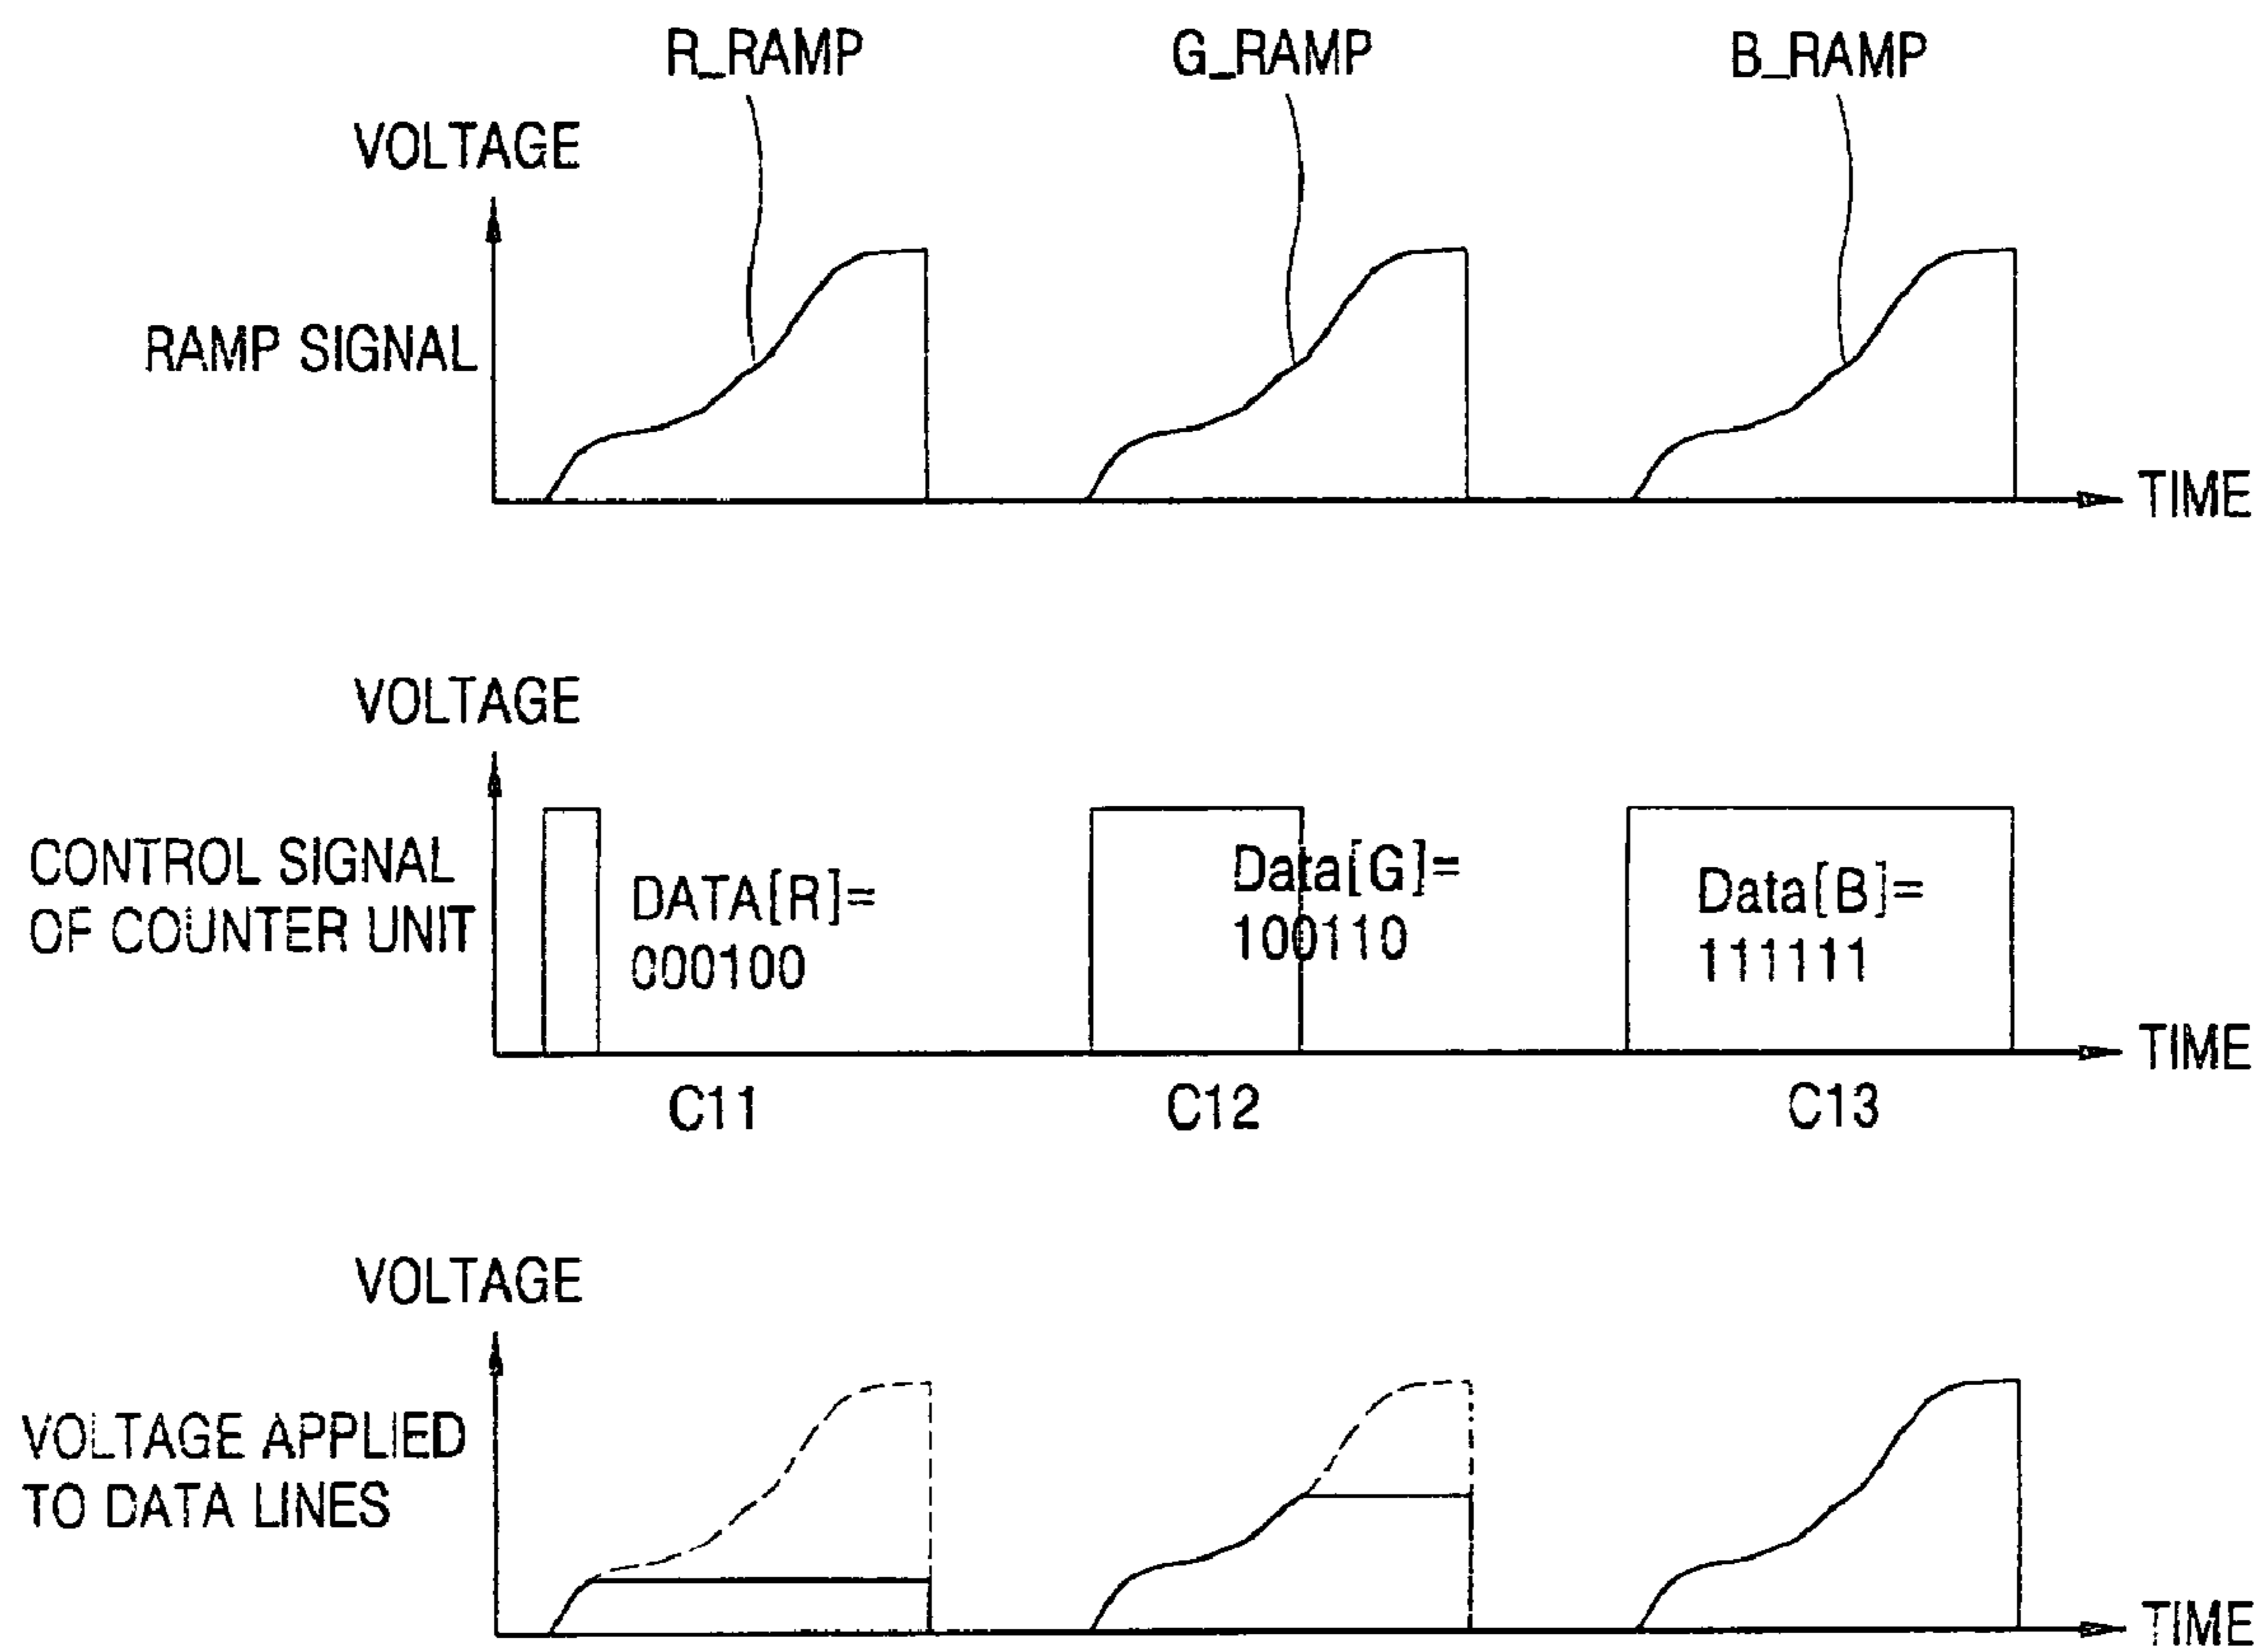 R_RAMP
G_RAMP
B_RAMP
VOLTAGE
RAMP SIGNAL
TIME
VOLTAGE
CONTROL SIGNAL
OF COUNTER UNIT
DATA[R]=
000100
Data[G]=
100110
Data[B]=
111111
TIME
C11
C12
C13
VOLTAGE
VOLTAGE APPLIED
TO DATA LINES
TIME